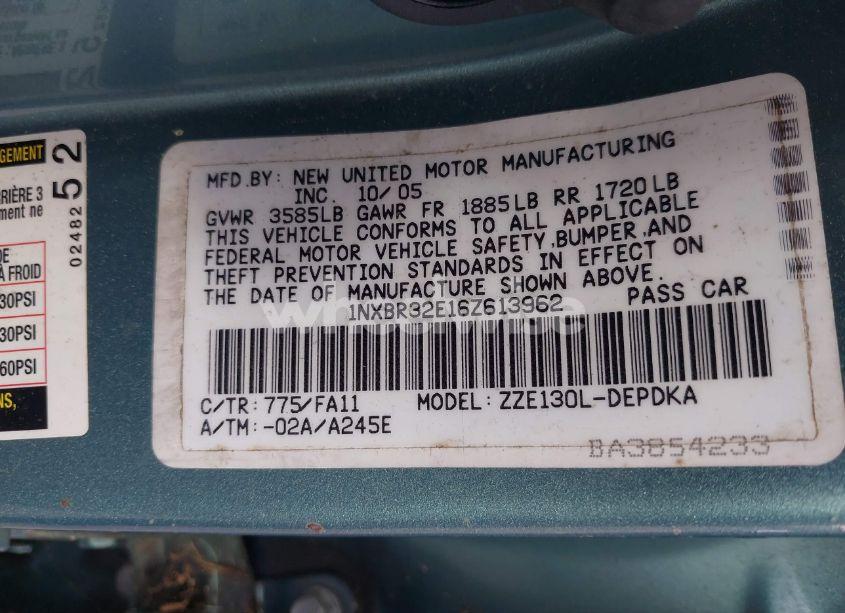 GEMENT
RIÈRE 3
ment ne
DE
A FROID
30PSI
30PSI
60PSI
NS,
02482
52
MFD.BY: NEW UNITED MOTOR MANUFACTURING
INC. 10/05
GVWR 3585LB GAWR FR 1885LB RR 1720LB
THIS VEHICLE CONFORMS TO ALL APPLICABLE
FEDERAL MOTOR VEHICLE SAFETY,BUMPER,AND
THEFT PREVENTION STANDARDS IN EFFECT ON
THE DATE OF MANUFACTURE SHOWN ABOVE.
1NXBR32E16Z613962 PASS CAR
C/TR: 775/FA11 MODEL: ZZE130L-DEPDKA
A/TM: -02A/A245E
BA3854233